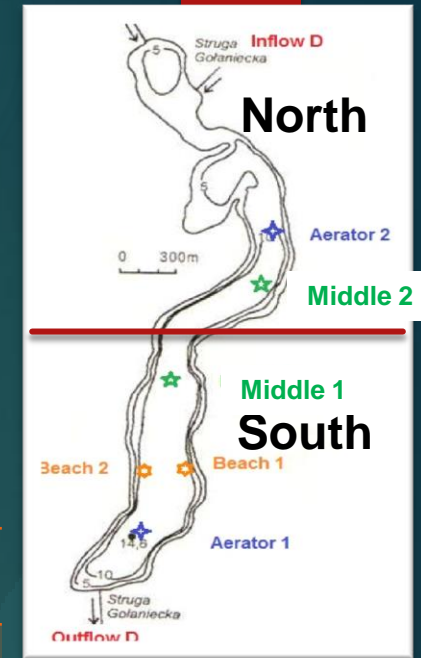 Struga Inflow D
Gołaniecka
5
North
5
Aerator 2
0 300m
Middle 2
Middle 1
South
Beach 2 Beach 1
14,6 Aerator 1
5 10
Struga
Gołaniecka
Outflow D